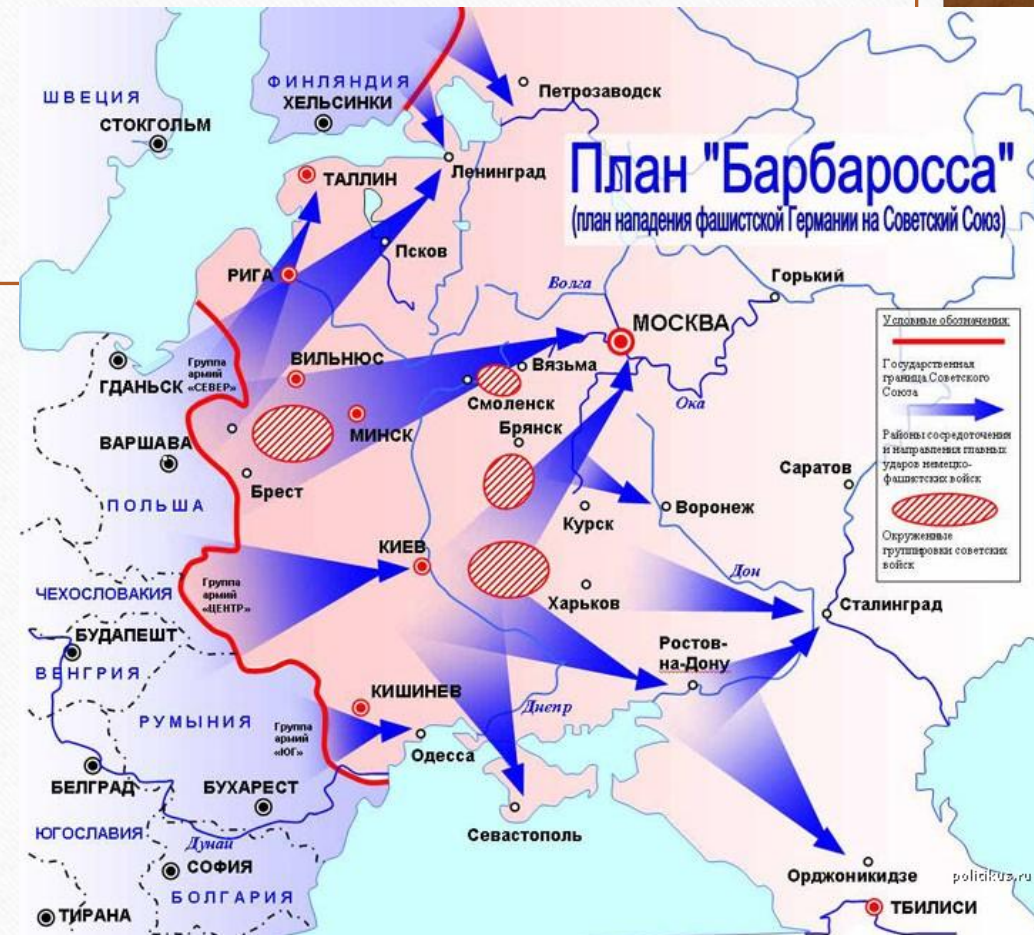 План "Барбаросса"
(план нападения фашистской Германии на Советский Союз)
ШВЕЦИЯ
СТОКГОЛЬМ
ФИНЛЯНДИЯ
ХЕЛЬСИНКИ
Петрозаводск
Ленинград
ТАЛЛИН
Псков
РИГА
Волга
Горький
МОСКВА
Вязьма
Смоленск
Ока
Брянск
ВИЛЬНЮС
МИНСК
Группа
армий
«СЕВЕР»
ГДАНЬСК
ВАРШАВА
Брест
ПОЛЬША
Саратов
Воронеж
Курск
КИЕВ
Дон
Харьков
Сталинград
Группа
армий
«ЦЕНТР»
ЧЕХОСЛОВАКИЯ
БУДАПЕШТ
ВЕНГРИЯ
РУМЫНИЯ
Ростов-
на-Дону
КИШИНЕВ
Группа
армий
«ЮГ»
Днепр
Одесса
БЕЛГРАД
БУХАРЕСТ
Севастополь
ЮГОСЛАВИЯ
Дунай
СОФИЯ
БОЛГАРИЯ
ТИРАНА
Орджоникидзе
ТБИЛИСИ
Условные обозначения:
Государственная
граница Советского
Союза
Районы сосредоточения
и направления главных
ударов немецко-
фашистских войск
Окруженные
группировки советских
войск
politikus.ru